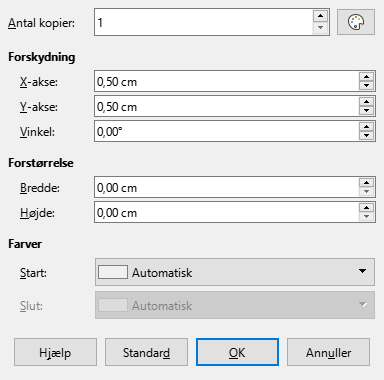 Antal kopier: 1
Forskydning
X-akse: 0,50 cm
Y-akse: 0,50 cm
Vinkel: 0,00°
Forstørrelse
Bredde: 0,00 cm
Højde: 0,00 cm
Farver
Start: Automatisk
Slut: Automatisk
Hjælp Standard OK Annuller